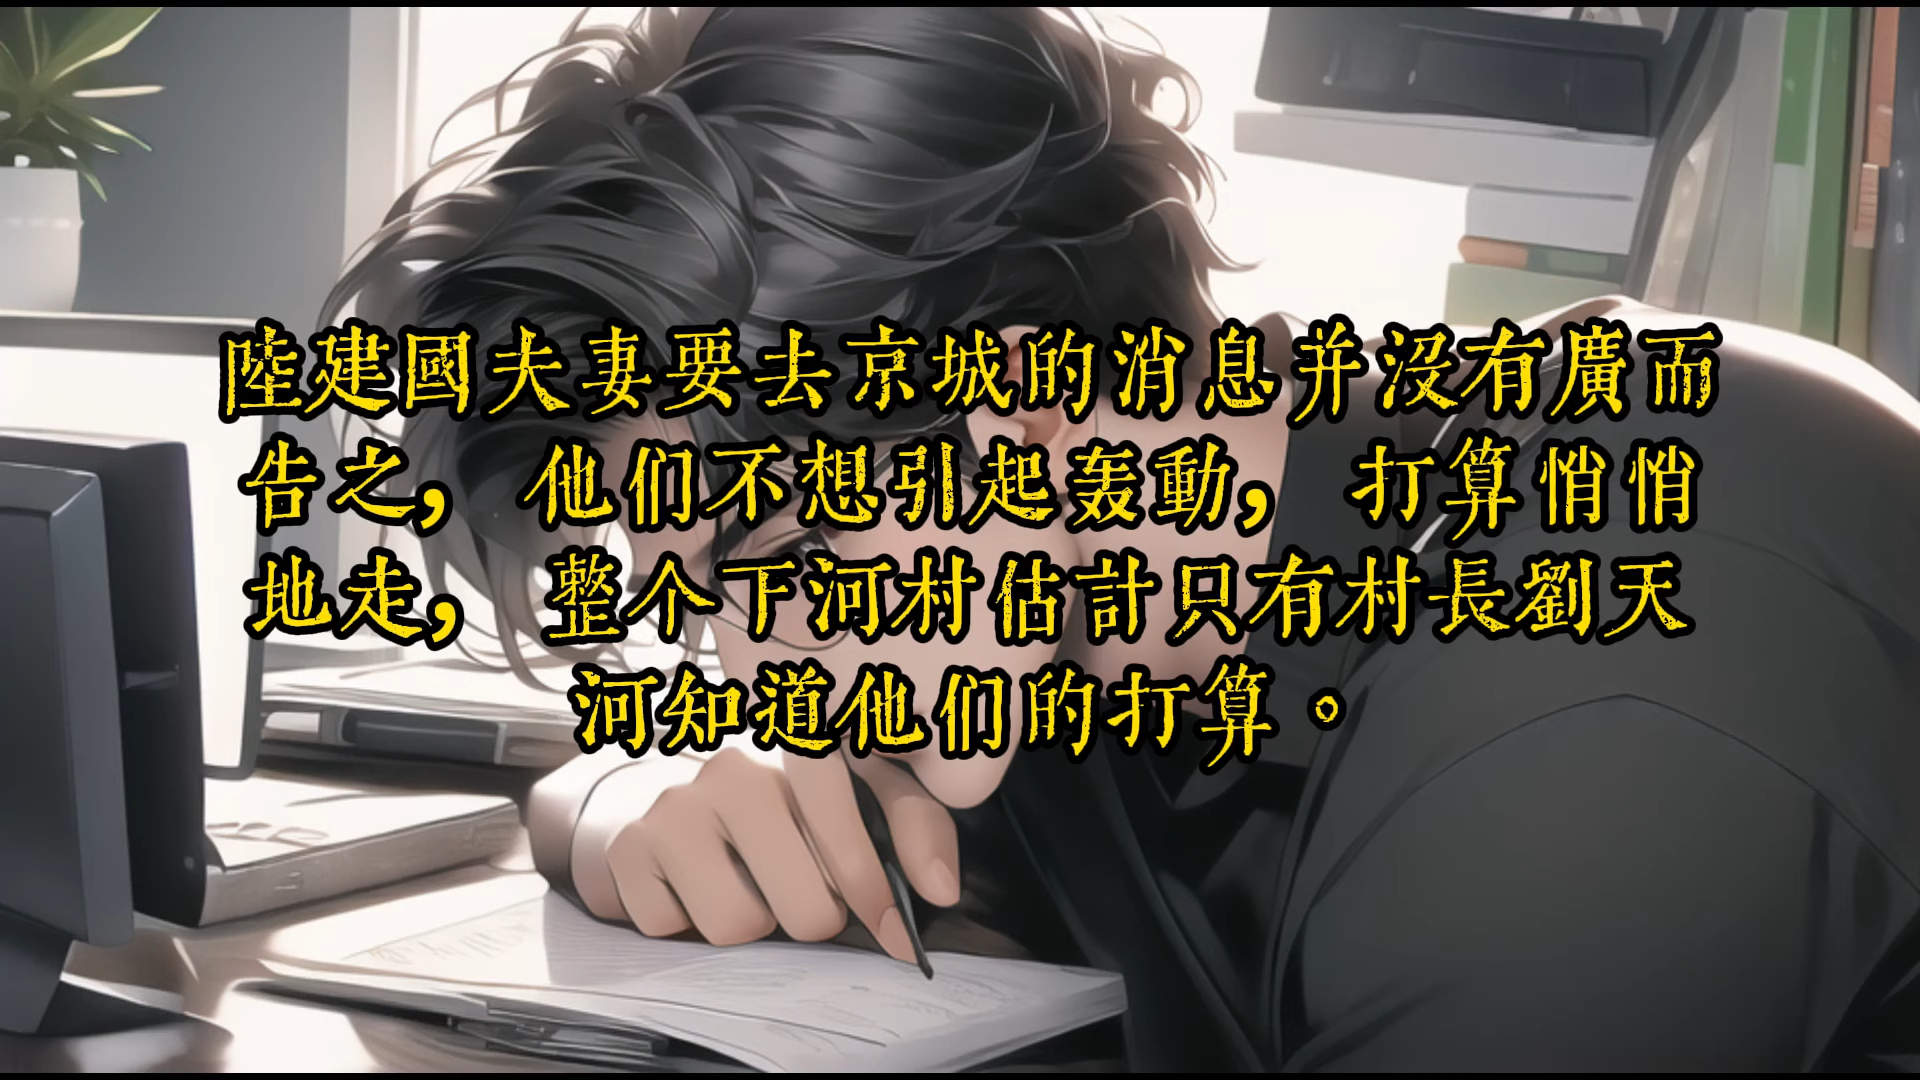 陸建國夫妻要去京城的消息并沒有廣而
告之，他们不想引起轰動，打算悄悄
地走，整个下河村估計只有村長劉天
河知道他们的打算。